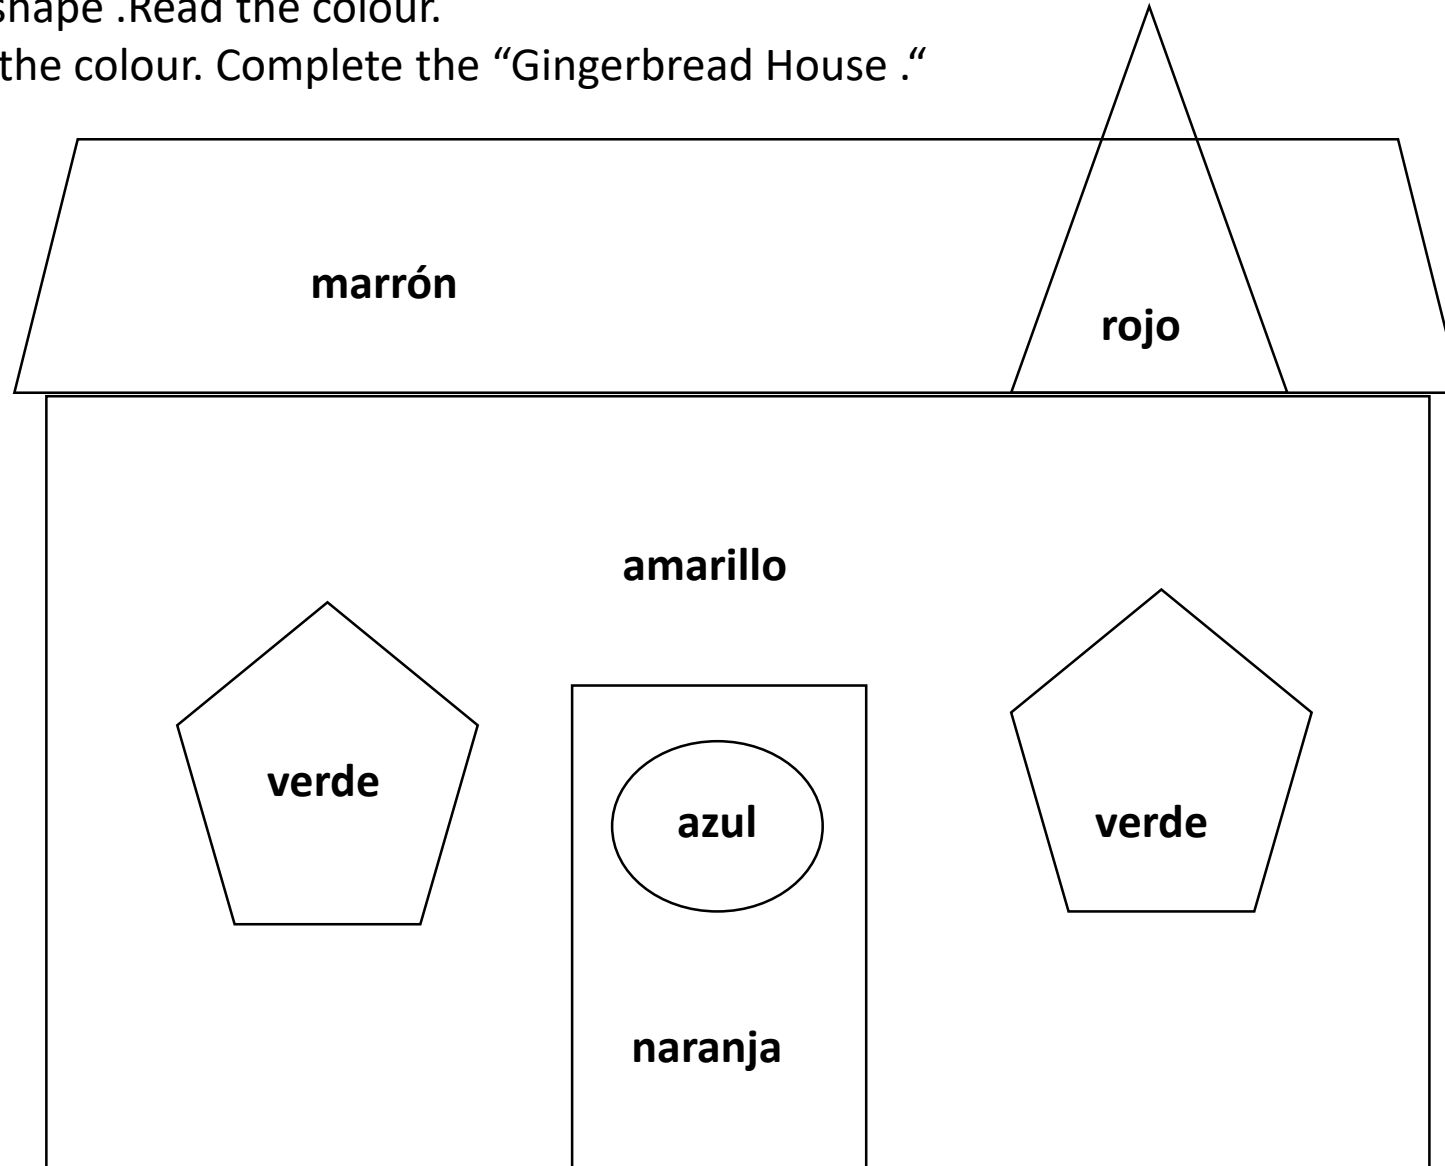 shape .Read the colour.
the colour. Complete the “Gingerbread House .“
marrón
rojo
amarillo
verde
azul
verde
naranja